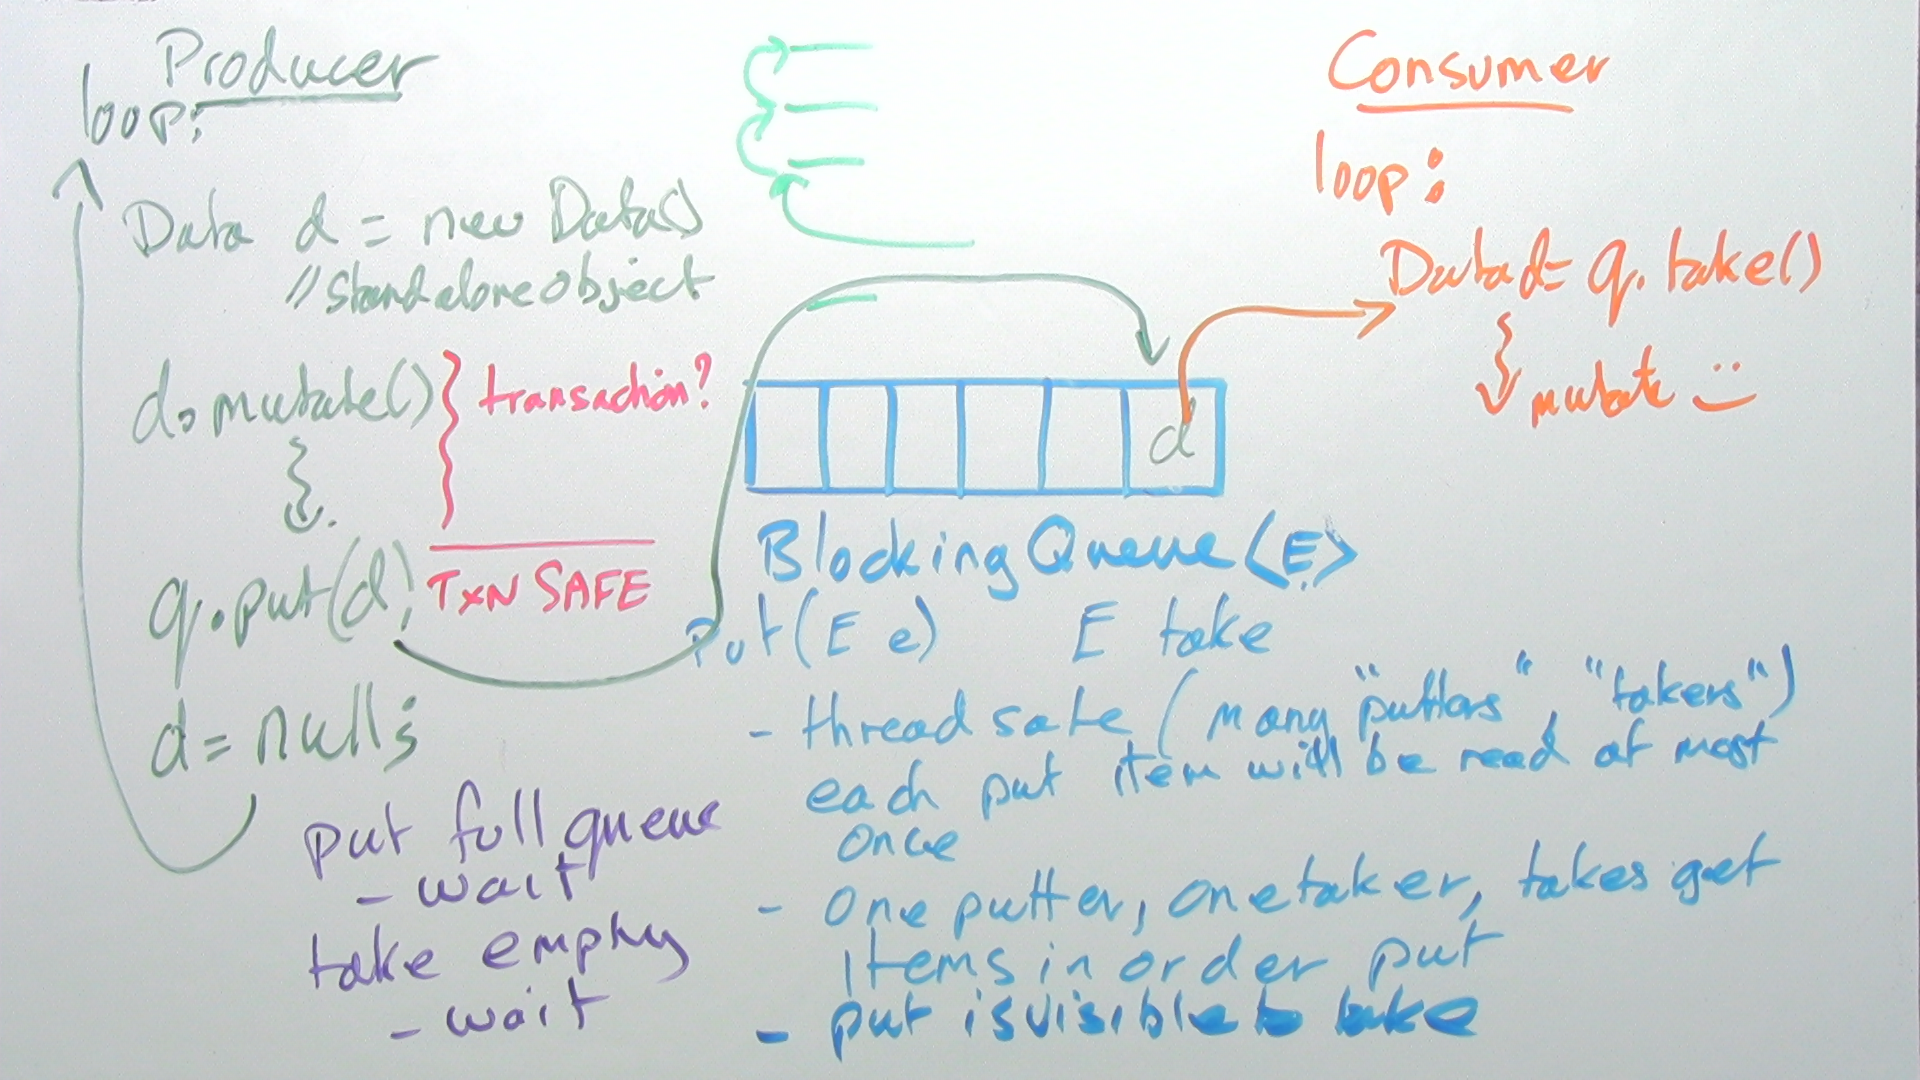 Producer
loop:
Data d = new Data()
// Standalone object
d.mutate()
transaction?
q.put(d)
TXN SAFE
d = null;
put full queue
- wait
take empty
- wait
d
Blocking Queue <E>
Put(E e) E take
- thread safe (many "putters", "takers")
each put item will be read at most
once
- One putter, one taker, takes get
items in order put
- put is visible to take
Consumer
loop:
Data d = q.take()
mutate